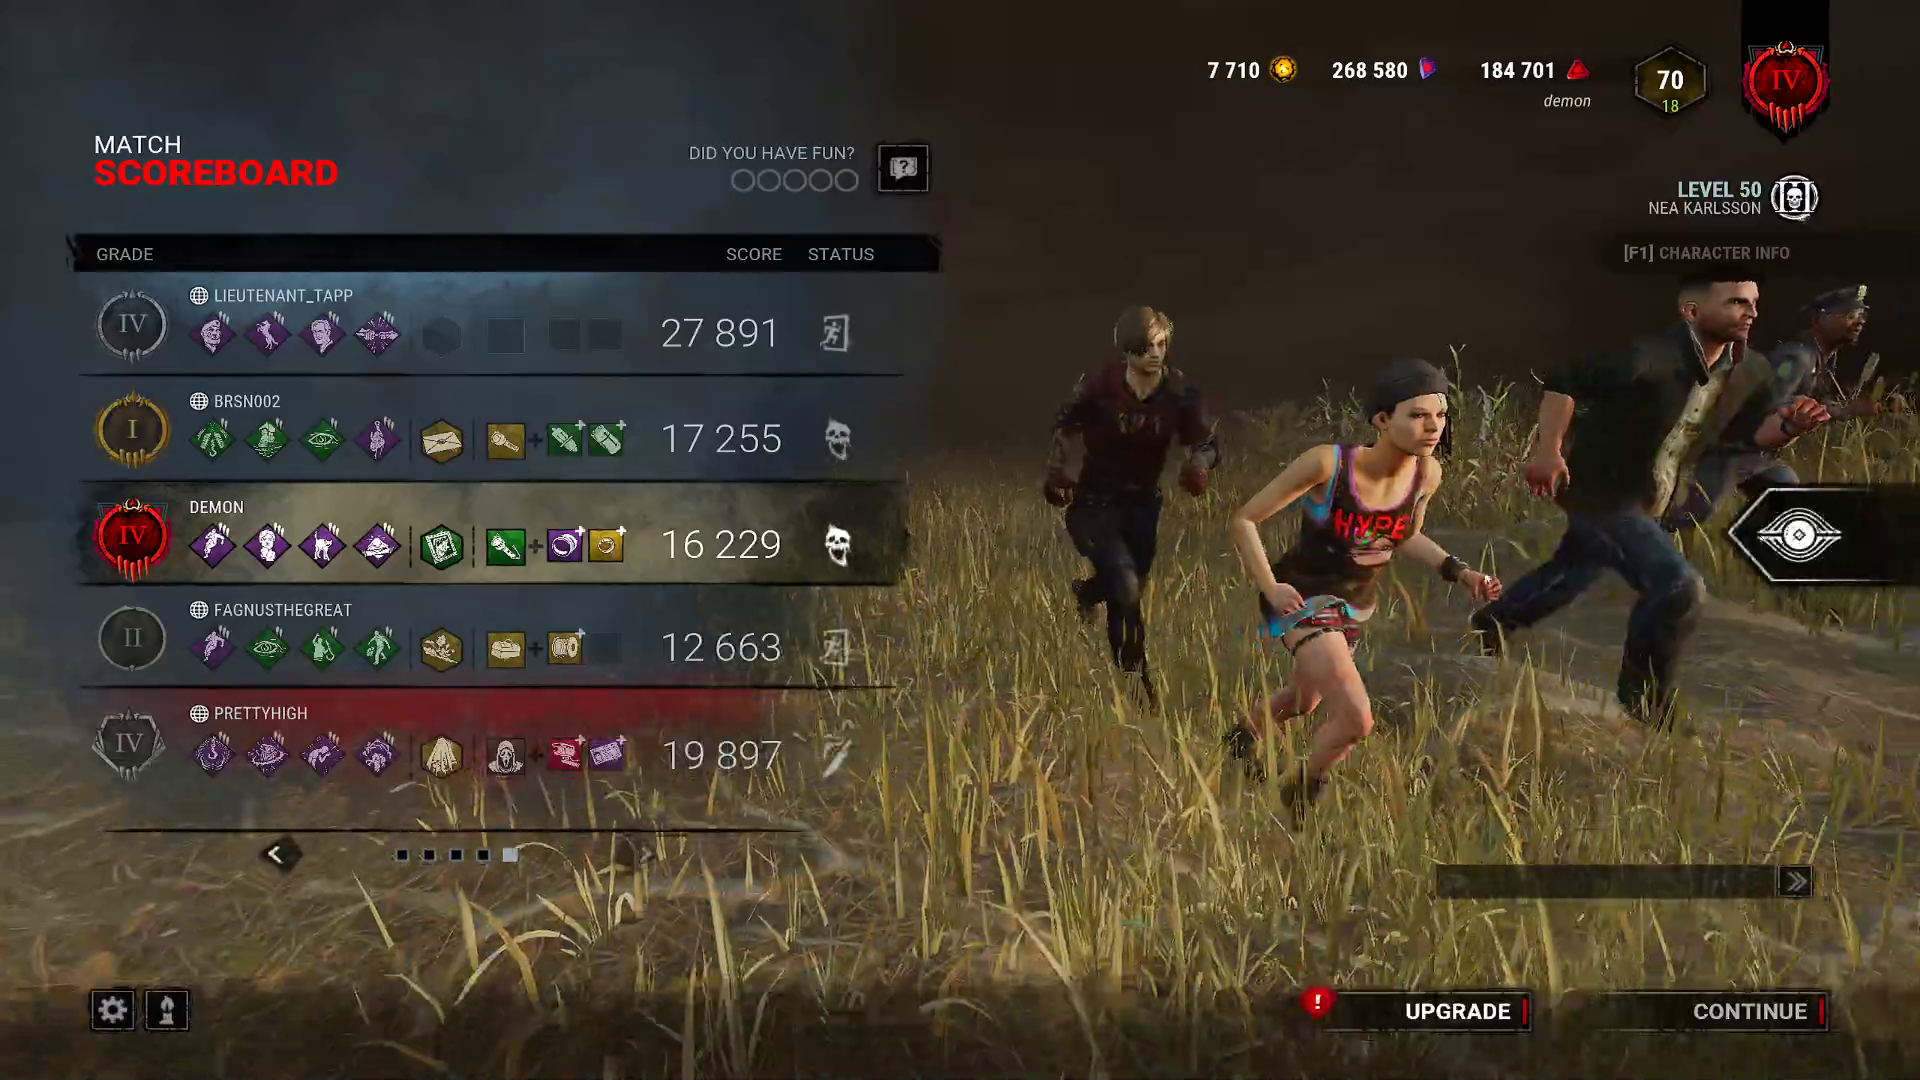 7 710
268 580
184 701
demon
70
18
IV
MATCH
SCOREBOARD
DID YOU HAVE FUN?
?
LEVEL 50
NEA KARLSSON
III
[F1] CHARACTER INFO
GRADE
SCORE
STATUS
IV
LIEUTENANT_TAPP
27 891
I
BRSN002
17 255
IV
DEMON
16 229
II
FAGNUSTHEGREAT
12 663
IV
PRETTYHIGH
19 897
HYPE
!
UPGRADE
CONTINUE